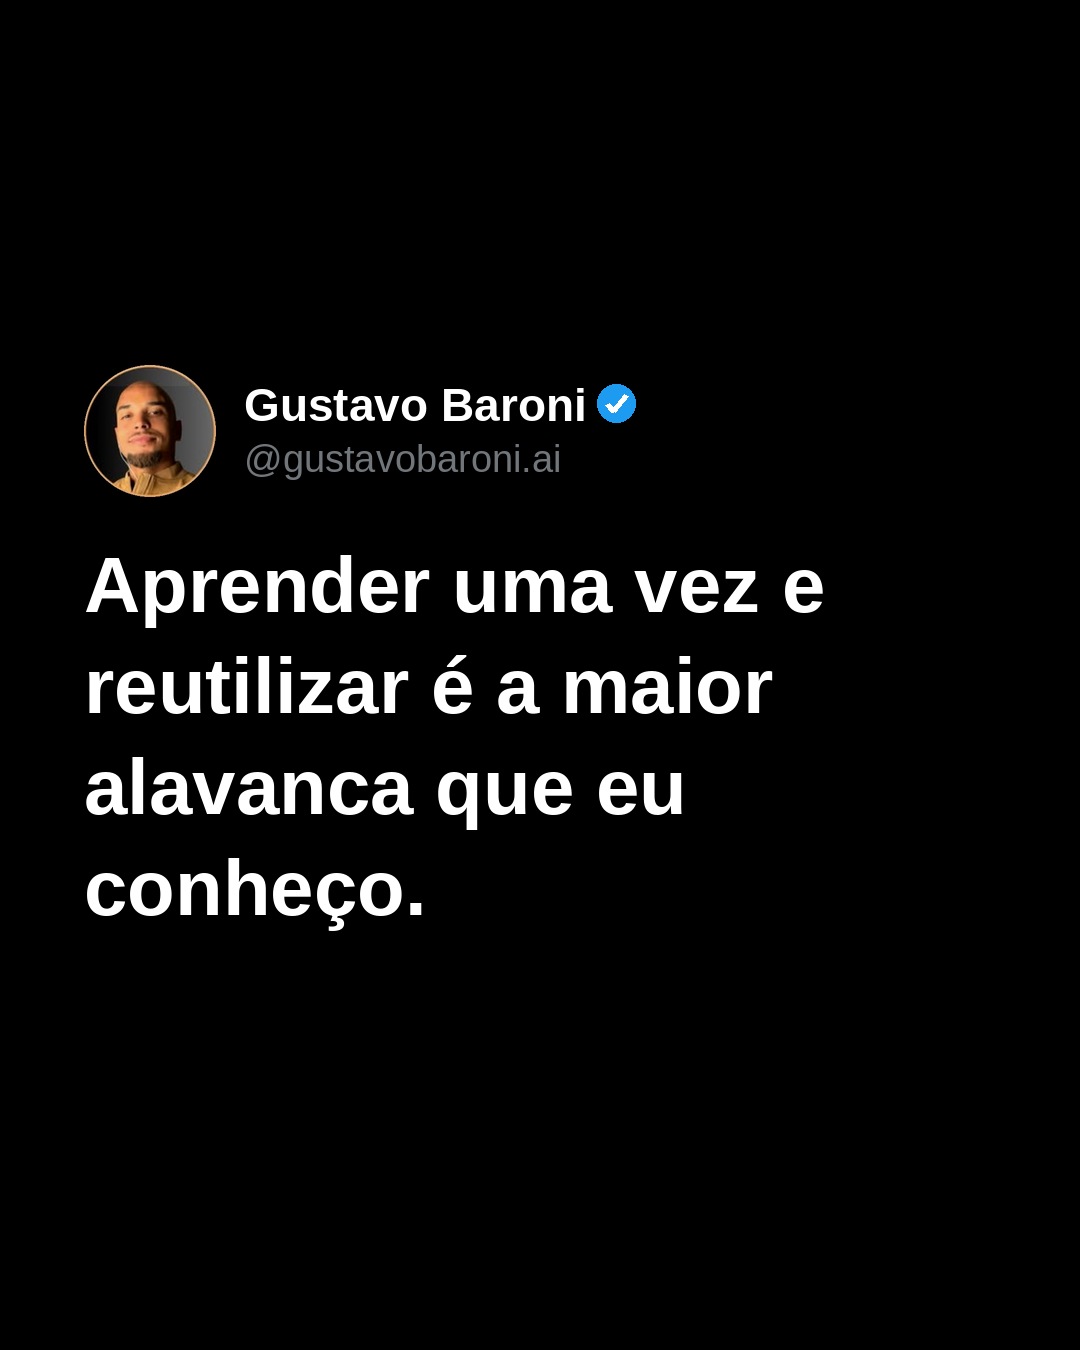 Gustavo Baroni
@gustavobaroni.ai
Aprender uma vez e
reutilizar é a maior
alavanca que eu
conheço.